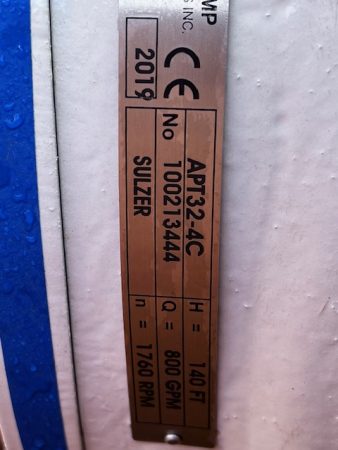 MP
S INC.
CE 2019
APT32-4C H = 140 FT
No 100213444 Q = 800 GPM
SULZER n = 1760 RPM